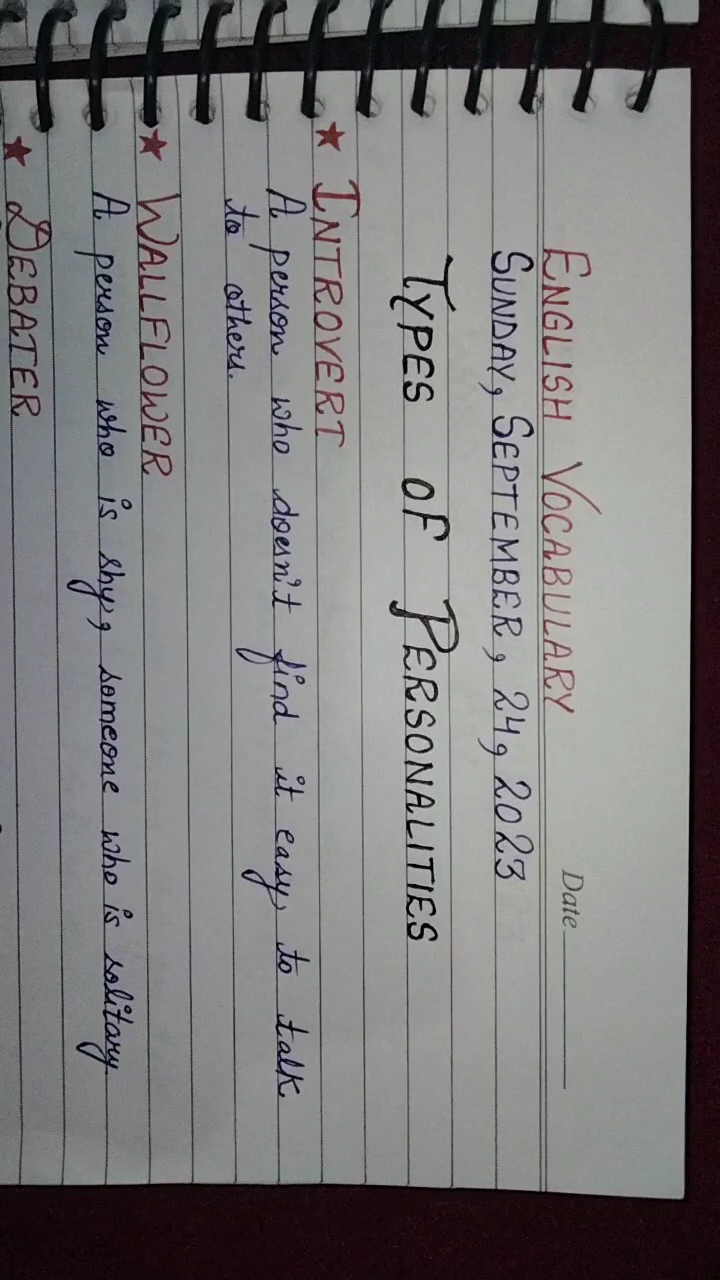 Date
ENGLISH VOCABULARY
SUNDAY, SEPTEMBER, 24, 2023
TYPES OF PERSONALITIES
★ INTROVERT
A person who doesn't find it easy to talk
to others.
★ WALLFLOWER
A person who is shy, someone who is solitary
★ DEBATER